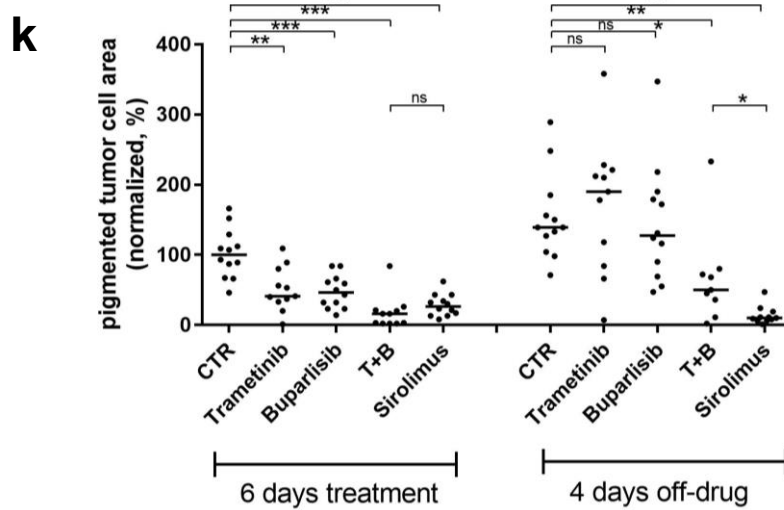 k
pigmented tumor cell area
(normalized, %)
*** **
*** ns *
** ns
400
ns *
300
200
100
0
CTR Trametinib Buparlisib T+B Sirolimus CTR Trametinib Buparlisib T+B Sirolimus
6 days treatment 4 days off-drug